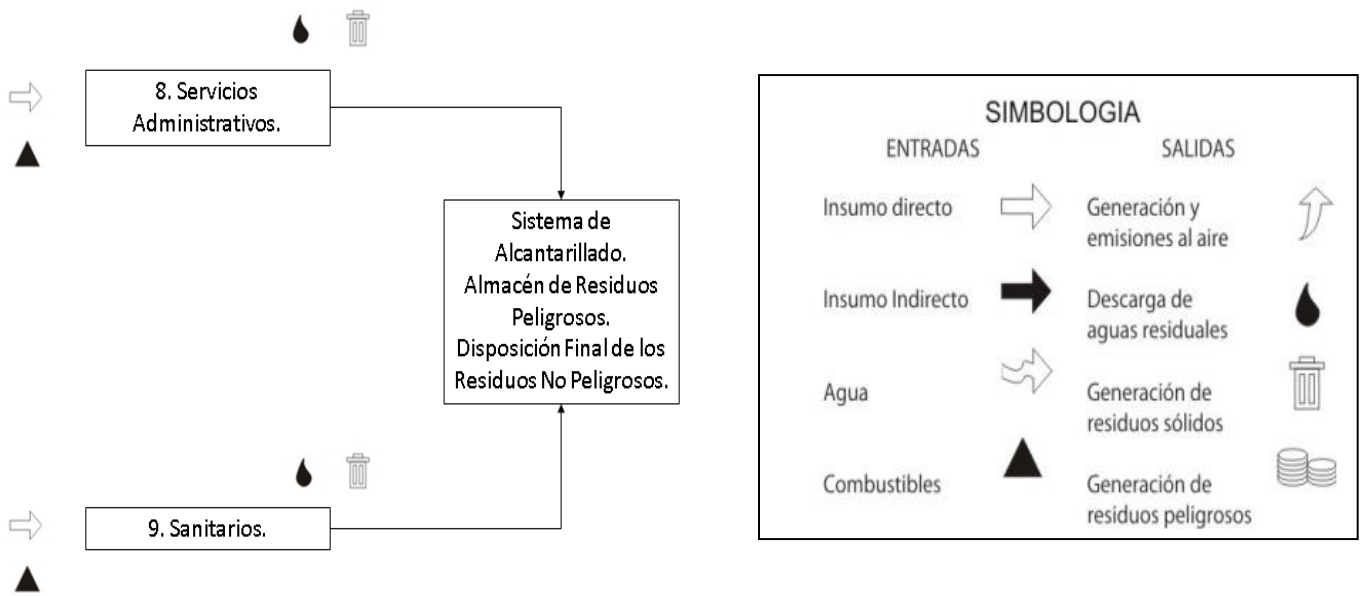 8. Servicios
Administrativos.
Sistema de
Alcantarillado.
Almacén de Residuos
Peligrosos.
Disposición Final de los
Residuos No Peligrosos.
9. Sanitarios.
SIMBOLOGIA
ENTRADAS
SALIDAS
Insumo directo
Generación y
emisiones al aire
Insumo Indirecto
Descarga de
aguas residuales
Agua
Generación de
residuos sólidos
Combustibles
Generación de
residuos peligrosos